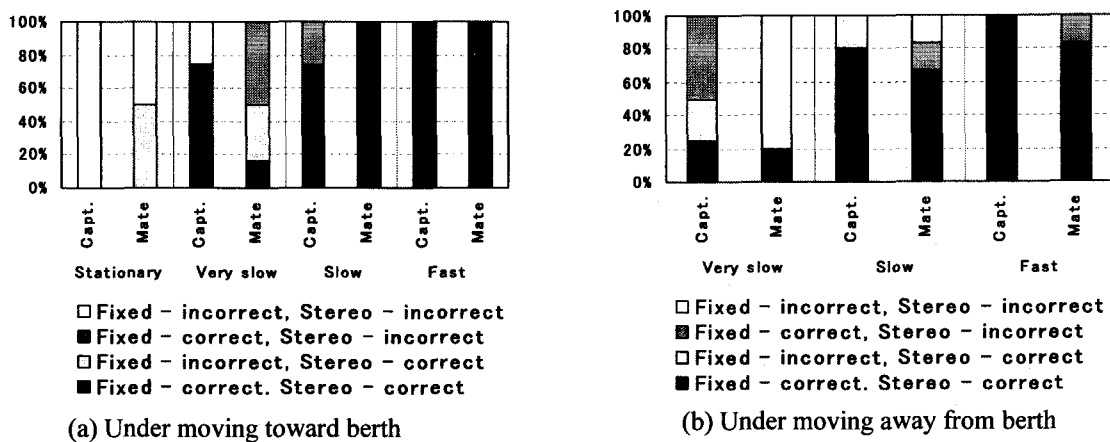 100%
80%
60%
40%
20%
0%
Capt. Mate Capt. Mate Capt. Mate Capt. Mate
Stationary Very slow Slow Fast
Fixed - incorrect, Stereo - incorrect
Fixed - correct, Stereo - incorrect
Fixed - incorrect, Stereo - correct
Fixed - correct. Stereo - correct
(a) Under moving toward berth
100%
80%
60%
40%
20%
0%
Capt. Mate Capt. Mate Capt. Mate
Very slow Slow Fast
Fixed - incorrect, Stereo - incorrect
Fixed - correct, Stereo - incorrect
Fixed - incorrect, Stereo - correct
Fixed - correct. Stereo - correct
(b) Under moving away from berth